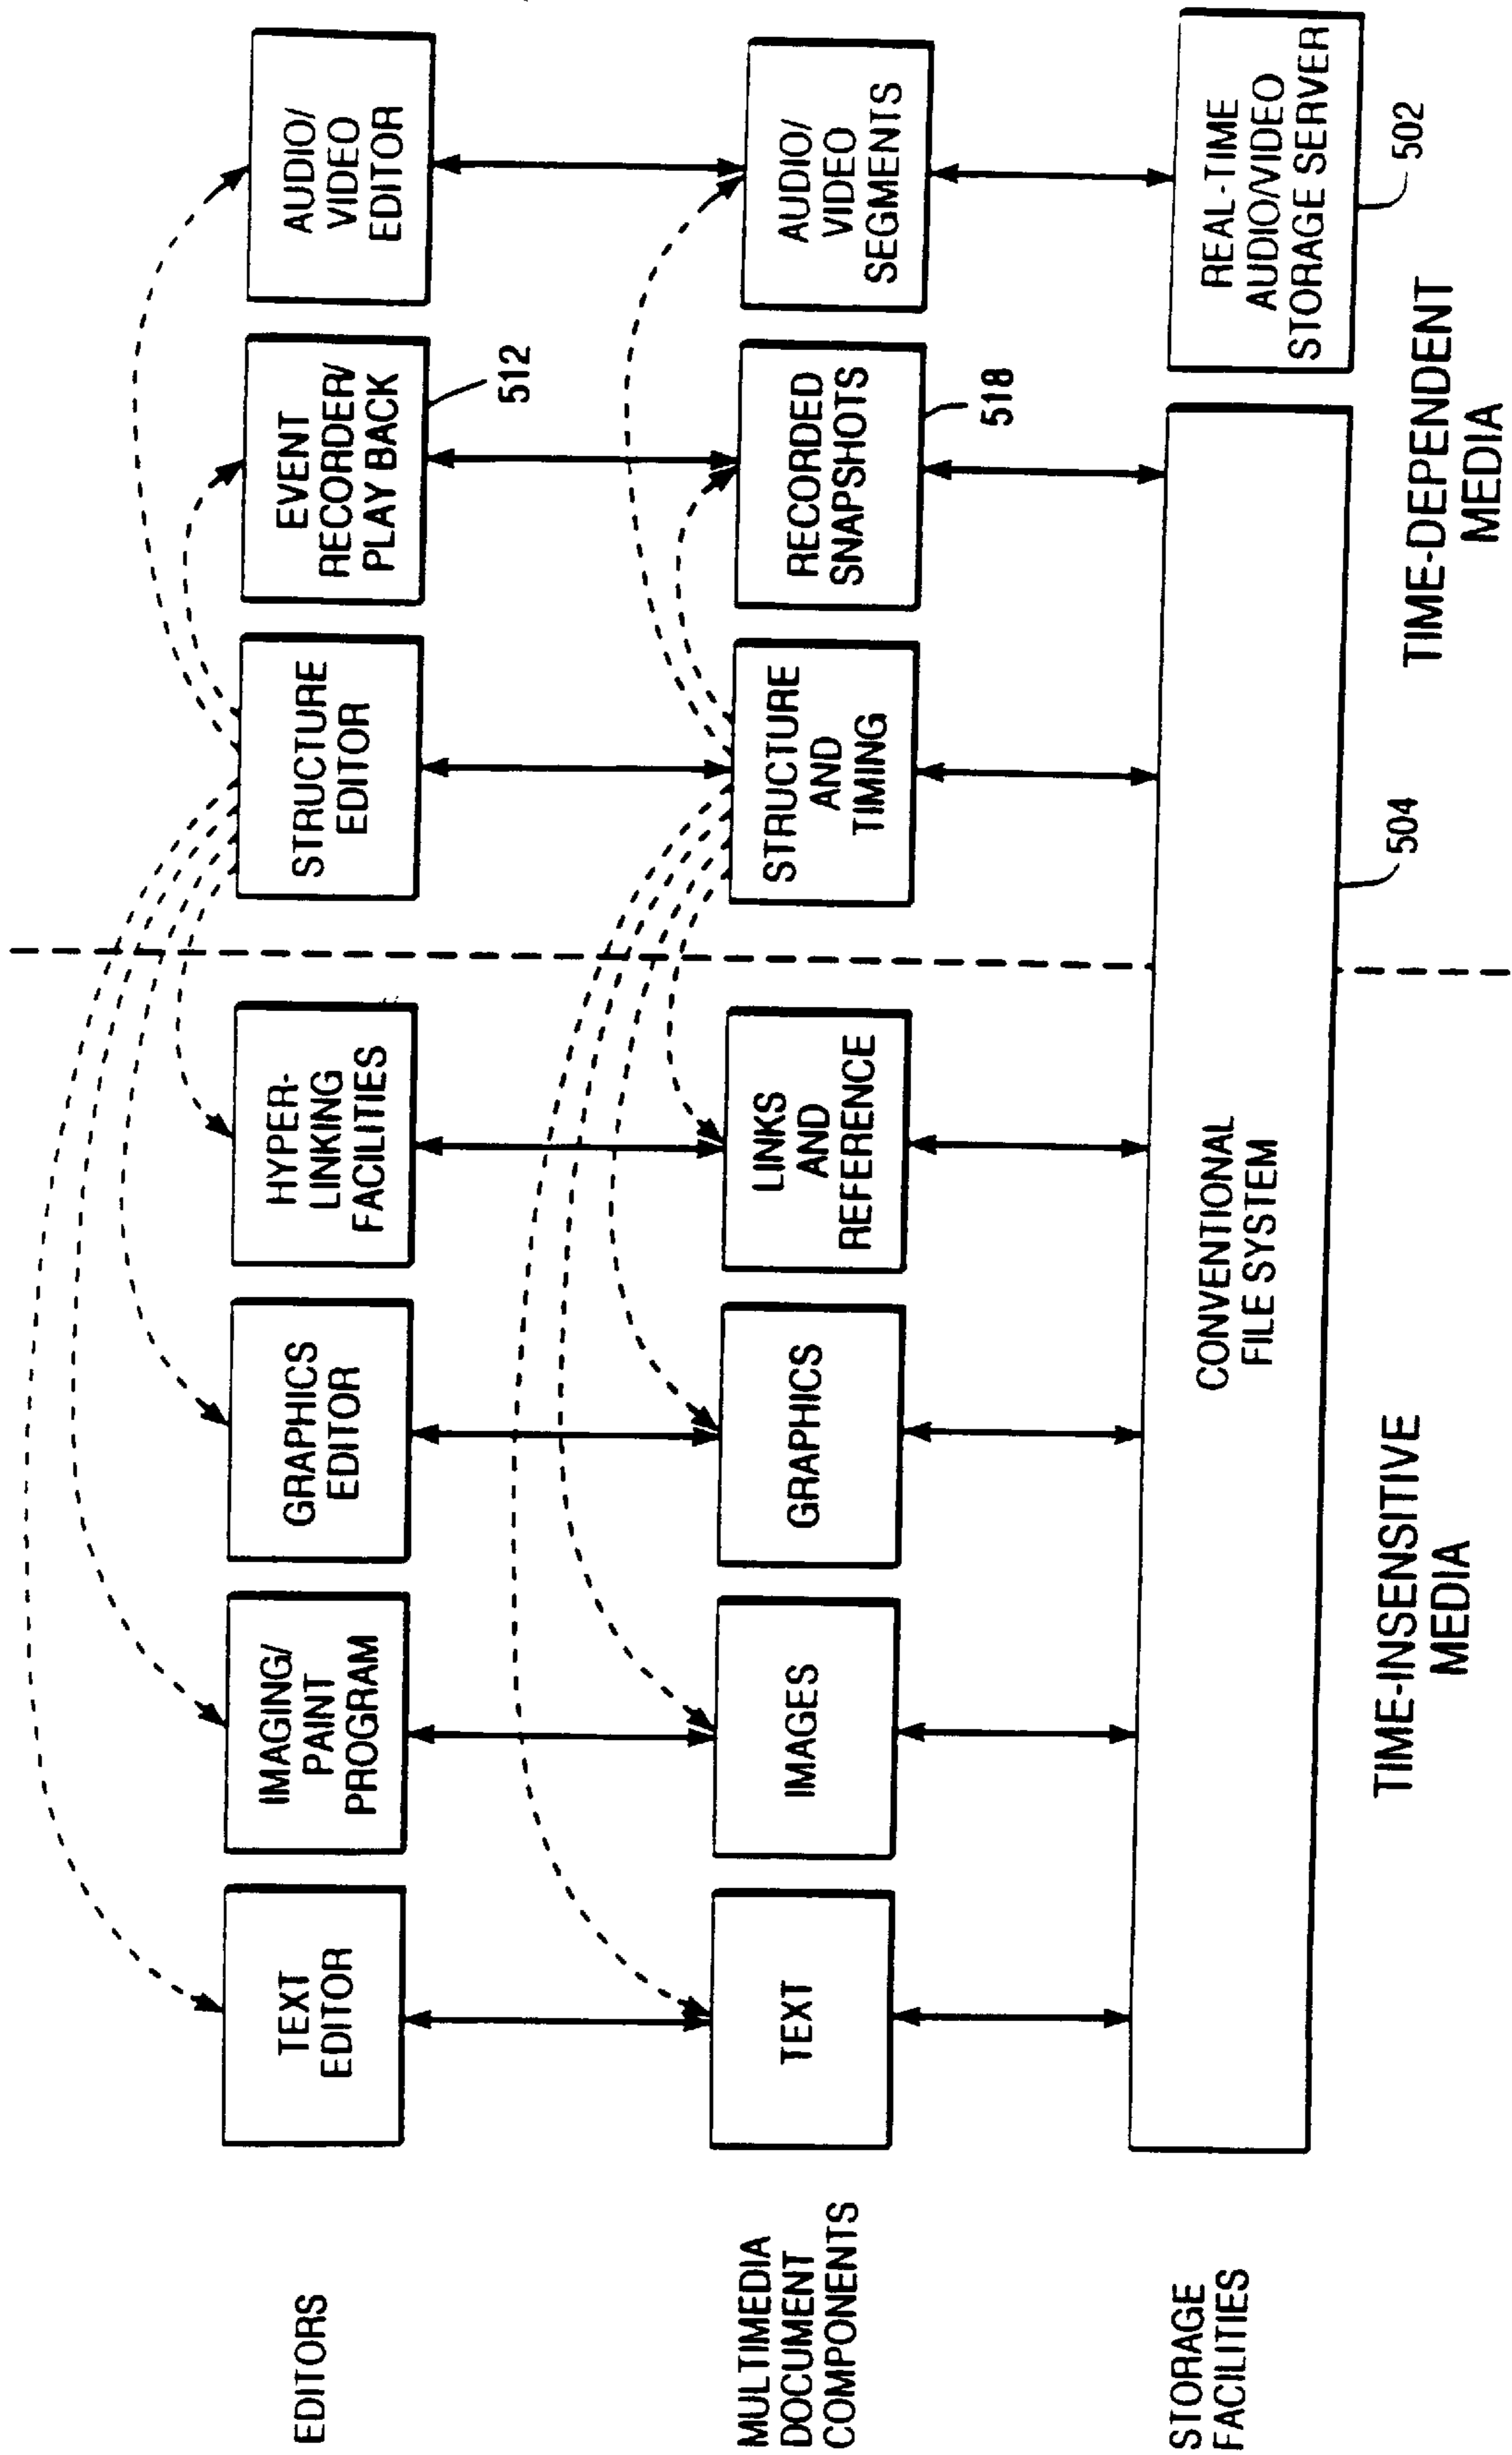 EDITORS
TEXT
EDITOR
IMAGING/
PAINT
PROGRAM
GRAPHICS
EDITOR
HYPER-
LINKING
FACILITIES
STRUCTURE
EDITOR
EVENT
RECORDER/
PLAY BACK
512
AUDIO/
VIDEO
EDITOR
MULTIMEDIA
DOCUMENT
COMPONENTS
TEXT
IMAGES
GRAPHICS
LINKS
AND
REFERENCE
STRUCTURE
AND
TIMING
RECORDED
SNAPSHOTS
518
AUDIO/
VIDEO
SEGMENTS
STORAGE
FACILITIES
CONVENTIONAL
FILE SYSTEM
504
REAL-TIME
AUDIO/VIDEO
STORAGE SERVER
502
TIME-INSENSITIVE
MEDIA
TIME-DEPENDENT
MEDIA